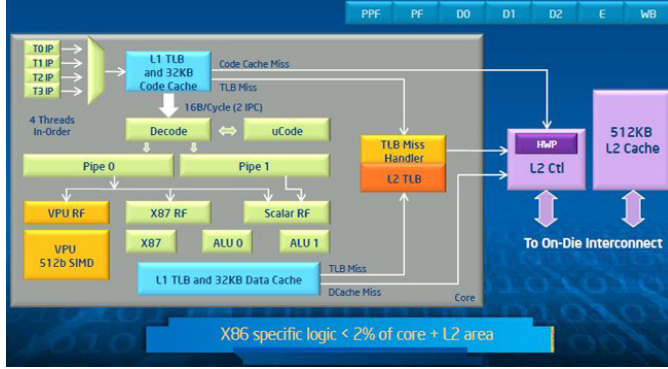 PPF PF D0 D1 D2 E WB
T0 IP
T1 IP
T2 IP
T3 IP
4 Threads
In-Order
L1 TLB
and 32KB
Code Cache
Code Cache Miss
TLB Miss
16B/Cycle (2 IPC)
Decode
uCode
Pipe 0
Pipe 1
VPU RF
X87 RF
Scalar RF
VPU
512b SIMD
X87
ALU 0
ALU 1
L1 TLB and 32KB Data Cache
TLB Miss
DCache Miss
TLB Miss
Handler
L2 TLB
Core
HWP
L2 Ctl
512KB
L2 Cache
To On-Die Interconnect
X86 specific logic < 2% of core + L2 area